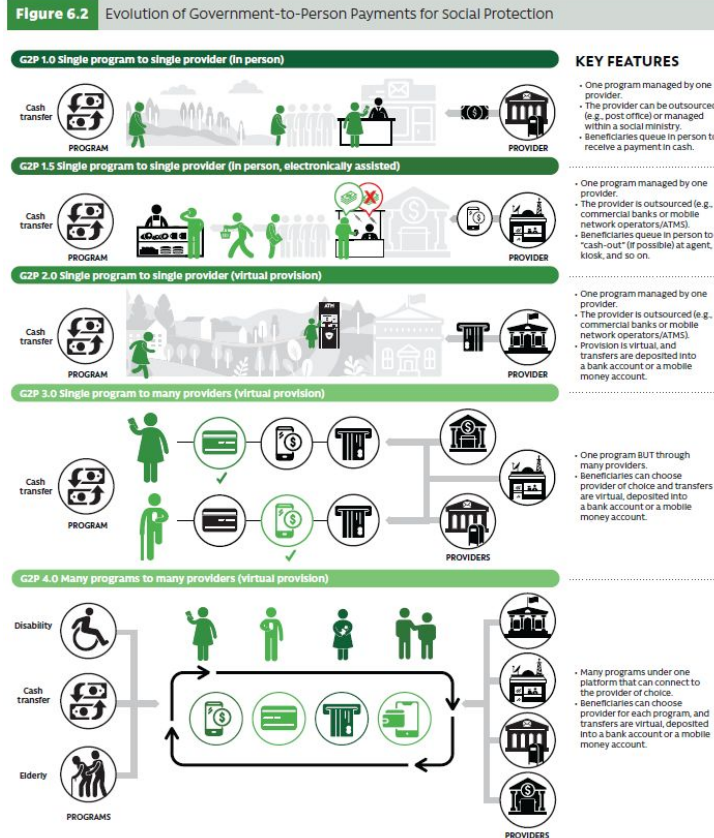 Figure 6.2 Evolution of Government-to-Person Payments for Social Protection
G2P 1.0 Single program to single provider (in person)
Cash
transfer
PROGRAM
PROVIDER
KEY FEATURES
• One program managed by one
provider.
• The provider can be outsourced
(e.g., post office) or managed
within a social ministry.
• Beneficiaries queue in person to
receive a payment in cash.
G2P 1.5 Single program to single provider (in person, electronically assisted)
Cash
transfer
PROGRAM
PROVIDER
• One program managed by one
provider.
• The provider is outsourced (e.g.,
commercial banks or mobile
network operators/ATMS).
• Beneficiaries queue in person to
"cash-out" (if possible) at agent,
kiosk, and so on.
G2P 2.0 Single program to single provider (virtual provision)
Cash
transfer
PROGRAM
ATM
PROVIDER
• One program managed by one
provider.
• The provider is outsourced (e.g.,
commercial banks or mobile
network operators/ATMS).
• Provision is virtual, and
transfers are deposited into
a bank account or a mobile
money account.
G2P 3.0 Single program to many providers (virtual provision)
Cash
transfer
PROGRAM
PROVIDERS
• One program BUT through
many providers.
• Beneficiaries can choose
provider of choice and transfers
are virtual, deposited into
a bank account or a mobile
money account.
G2P 4.0 Many programs to many providers (virtual provision)
Disability
Cash
transfer
Elderly
PROGRAMS
PROVIDERS
• Many programs under one
platform that can connect to
the provider of choice.
• Beneficiaries can choose
provider for each program, and
transfers are virtual, deposited
into a bank account or a mobile
money account.